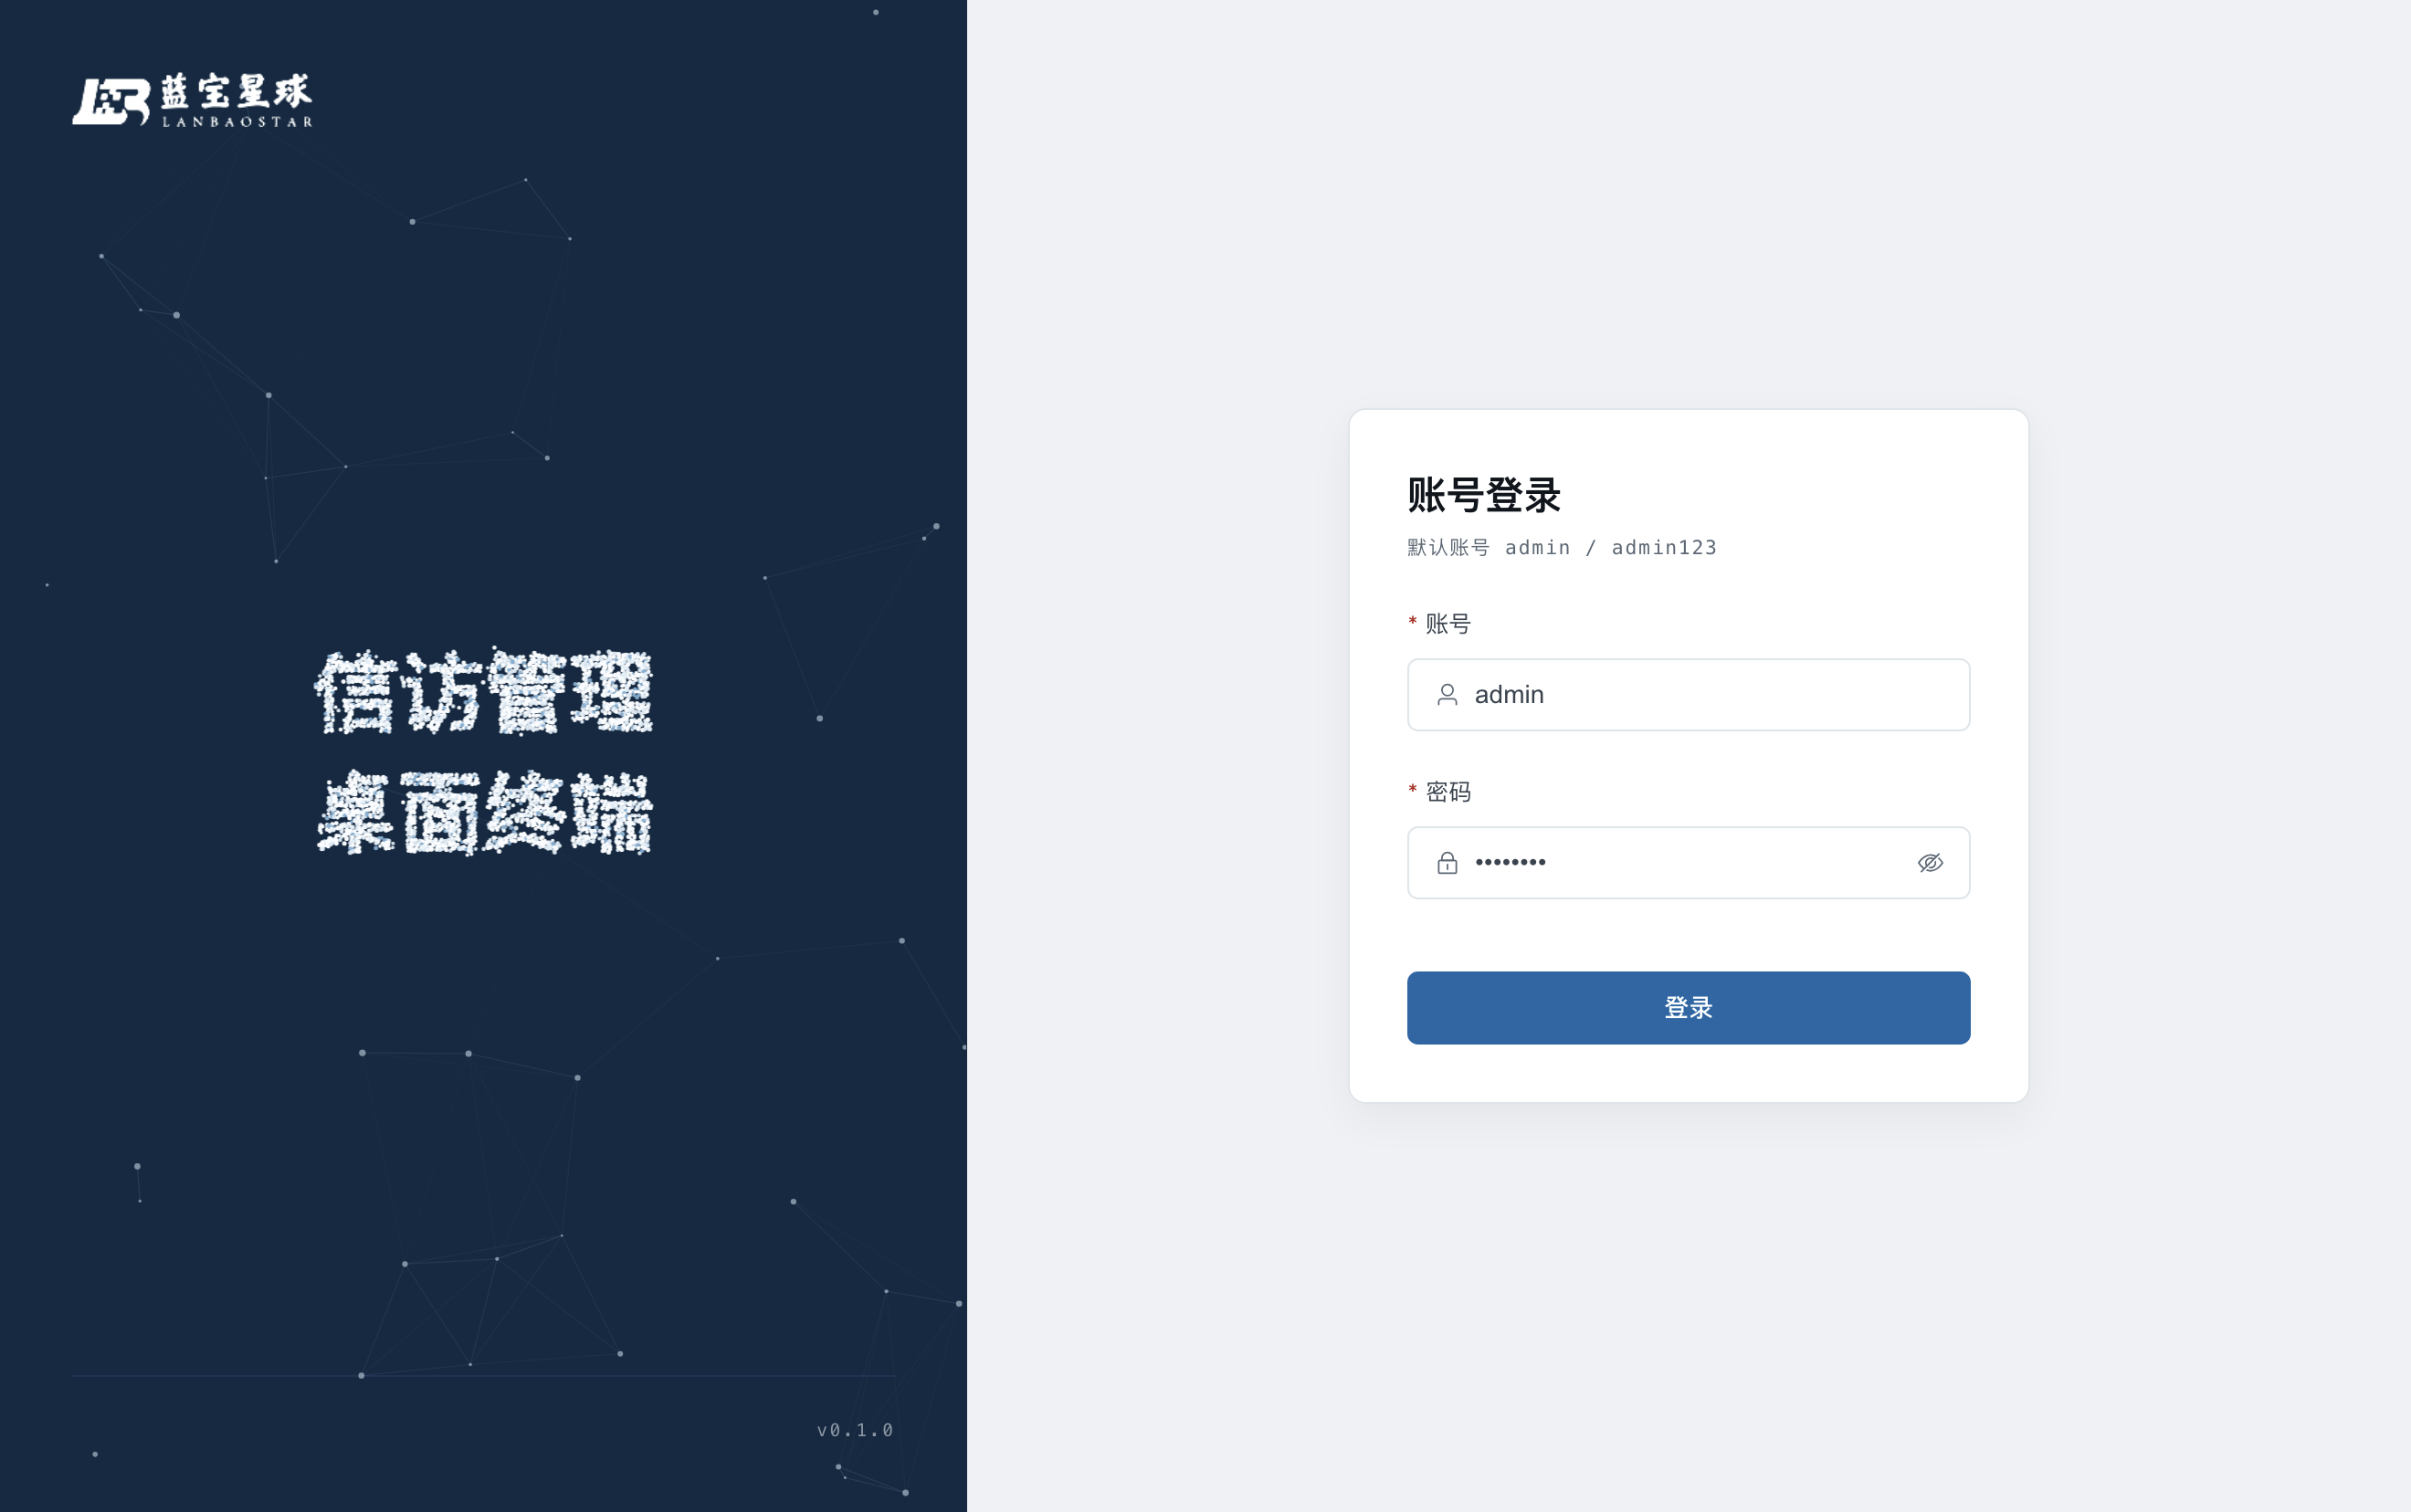 蓝宝星球
LANBAOSTAR
信访管理
桌面终端
v0.1.0
账号登录
默认账号 admin / admin123
* 账号
admin
* 密码
••••••••
登录